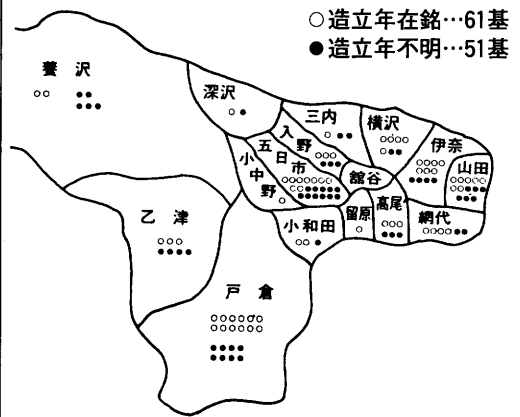 ○造立年在銘…61基
●造立年不明…51基
養沢
深沢
三内
横沢
入野
伊奈
五日市
山田
小中野
舘谷
乙津
小和田
留原
高尾
網代
戸倉